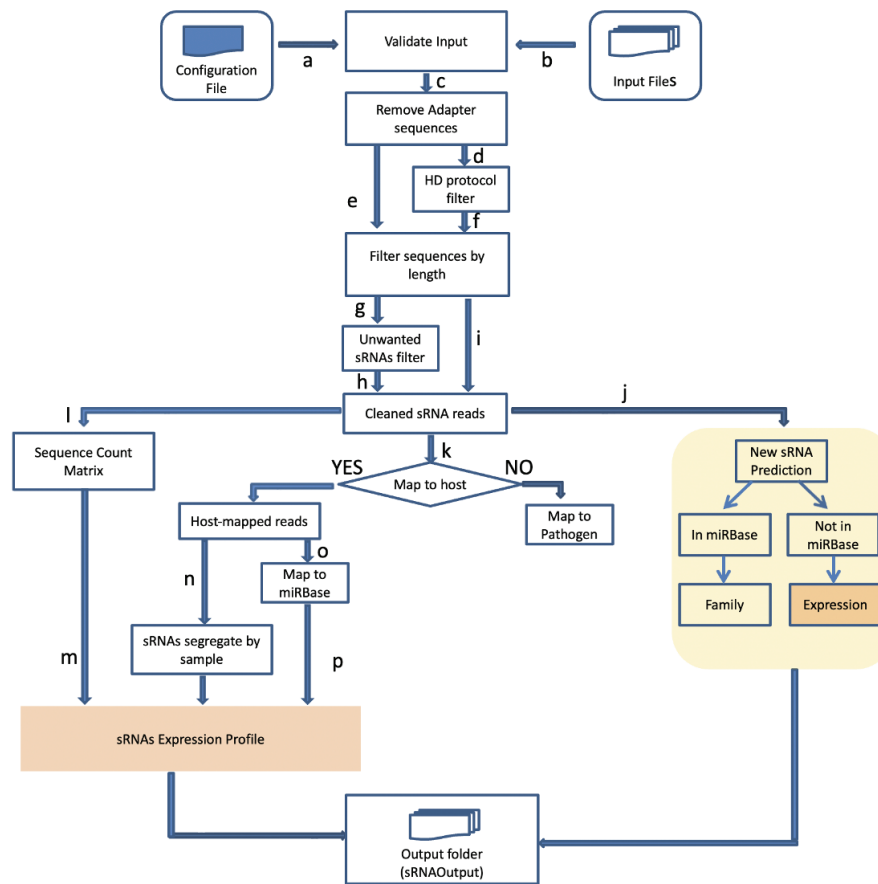 Configuration
File
a
Validate Input
b
Input FileS
c
Remove Adapter
sequences
d
HD protocol
filter
e
f
Filter sequences by
length
g
i
Unwanted
sRNAs filter
h
j
l
Cleaned sRNA reads
k
Sequence Count
Matrix
YES
Map to host
NO
New sRNA
Prediction
Host-mapped reads
Map to
Pathogen
In miRBase
Not in
miRBase
n
o
Map to
miRBase
Family
Expression
sRNAs segregate by
sample
m
p
sRNAs Expression Profile
Output folder
(sRNAOutput)